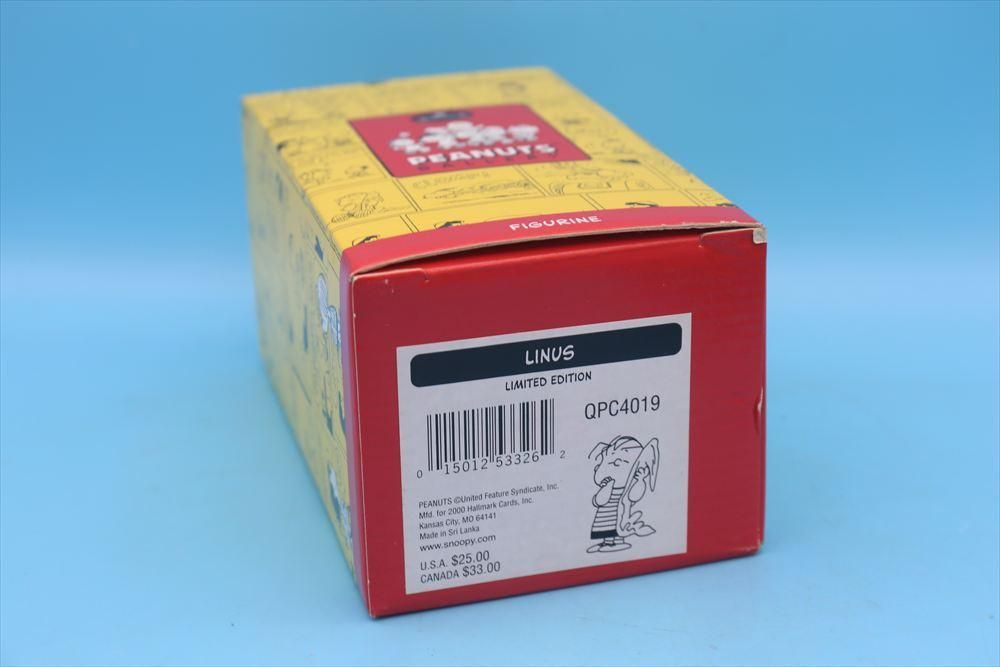 PEANUTS
GALLERY
FIGURINE
LINUS
LIMITED EDITION
QPC4019
0 15012 53326 2
PEANUTS ©United Feature Syndicate, Inc.
Mfd. for 2000 Hallmark Cards, Inc.
Kansas City, MO 64141
Made in Sri Lanka
www.snoopy.com
U.S.A. $25.00
CANADA $33.00